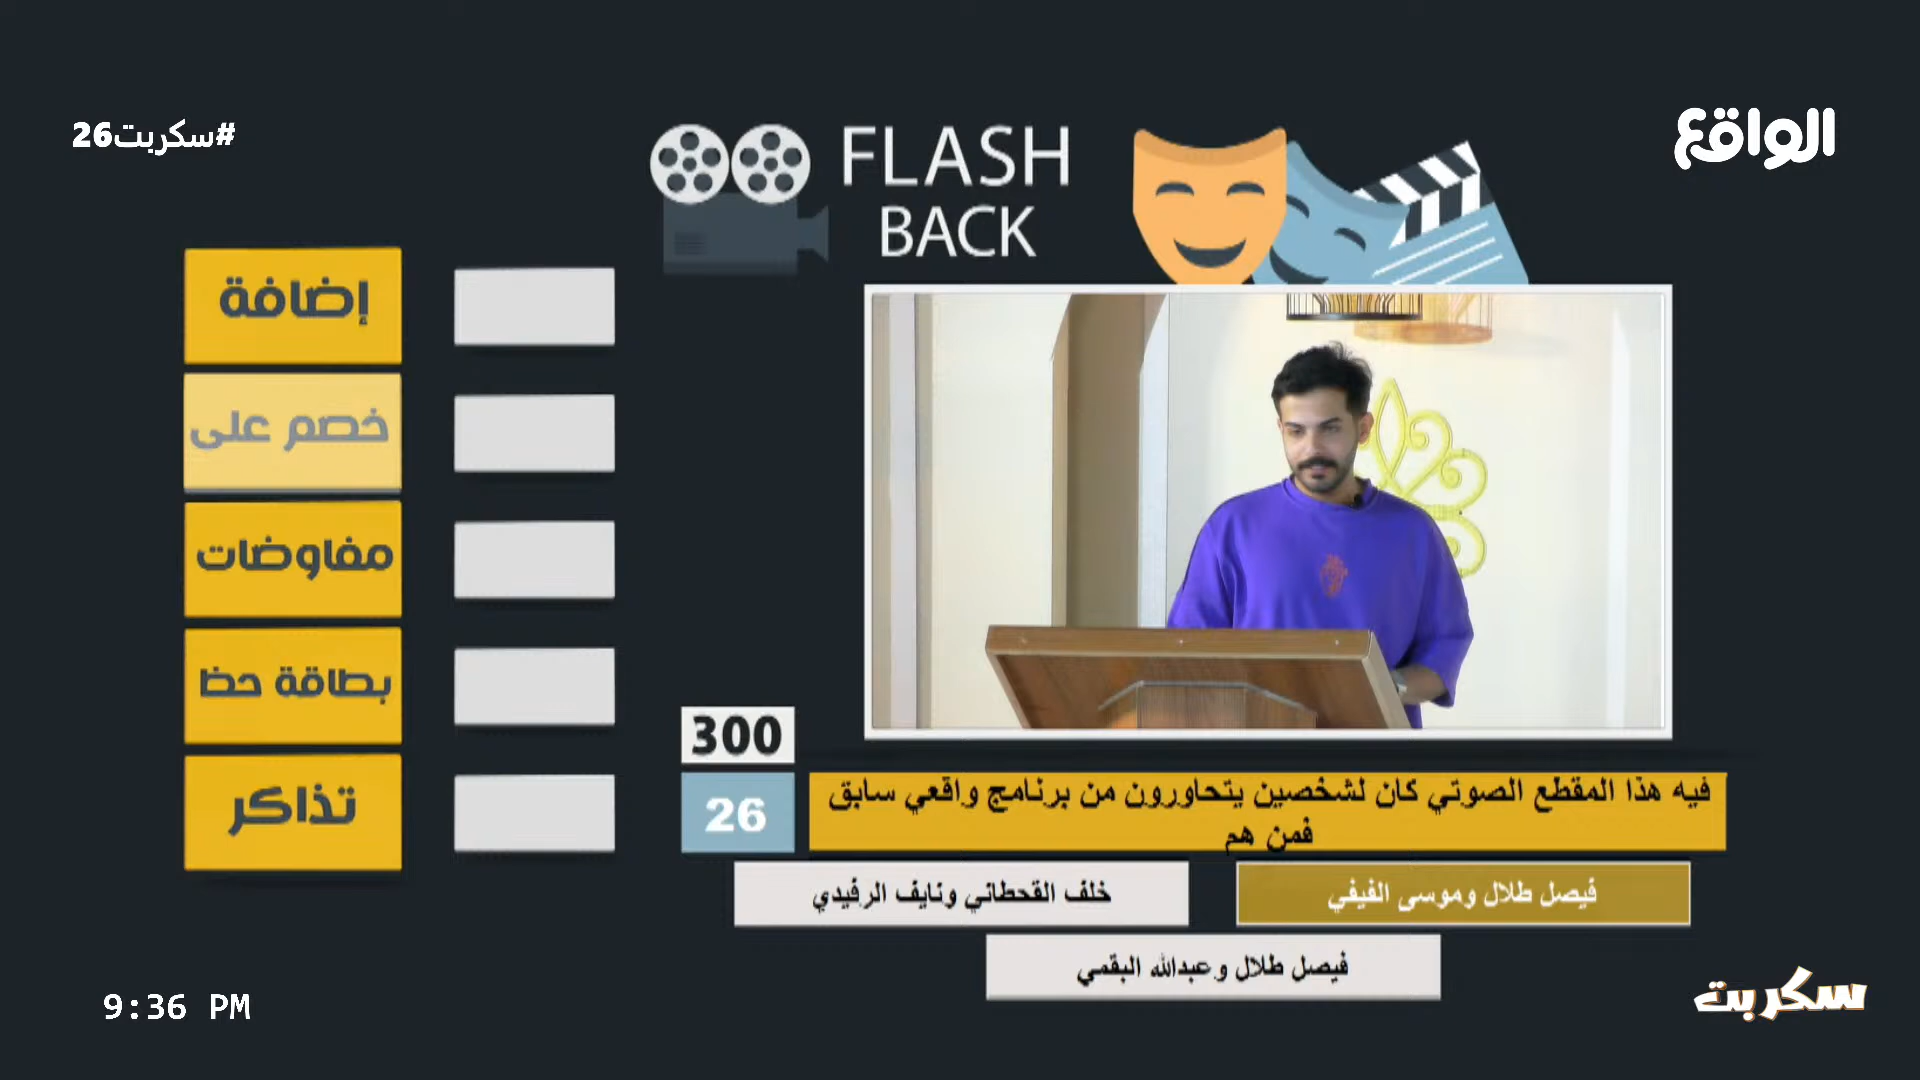 #سكربت26
FLASH
BACK
الواقع
إضافة
خصم على
مفاوضات
بطاقة حظ
تذاكر
300
26
فيه هذا المقطع الصوتي كان لشخصين يتحاورون من برنامج واقعي سابق
فمن هم
فيصل طلال وموسى الفيفي
خلف القحطاني ونايف الرفيدي
فيصل طلال وعبدالله البقمي
9:36 PM
سكربت